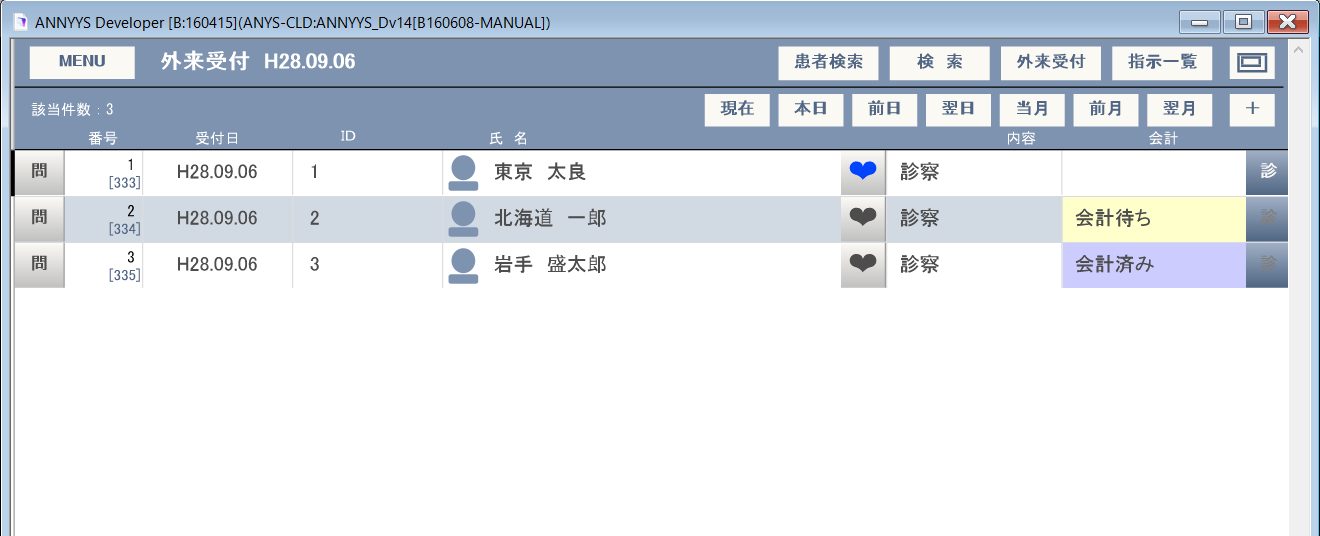 ANNYYS Developer [B:160415](ANYS-CLD:ANNYYS_Dv14[B160608-MANUAL])
MENU 外来受付 H28.09.06 患者検索 検 索 外来受付 指示一覧
該当件数 : 3 現在 本日 前日 翌日 当月 前月 翌月 +
番号 受付日 ID 氏 名 内容 会計
問 1 [333] H28.09.06 1 東京 太良 診察 診
問 2 [334] H28.09.06 2 北海道 一郎 診察 会計待ち 診
問 3 [335] H28.09.06 3 岩手 盛太郎 診察 会計済み 診